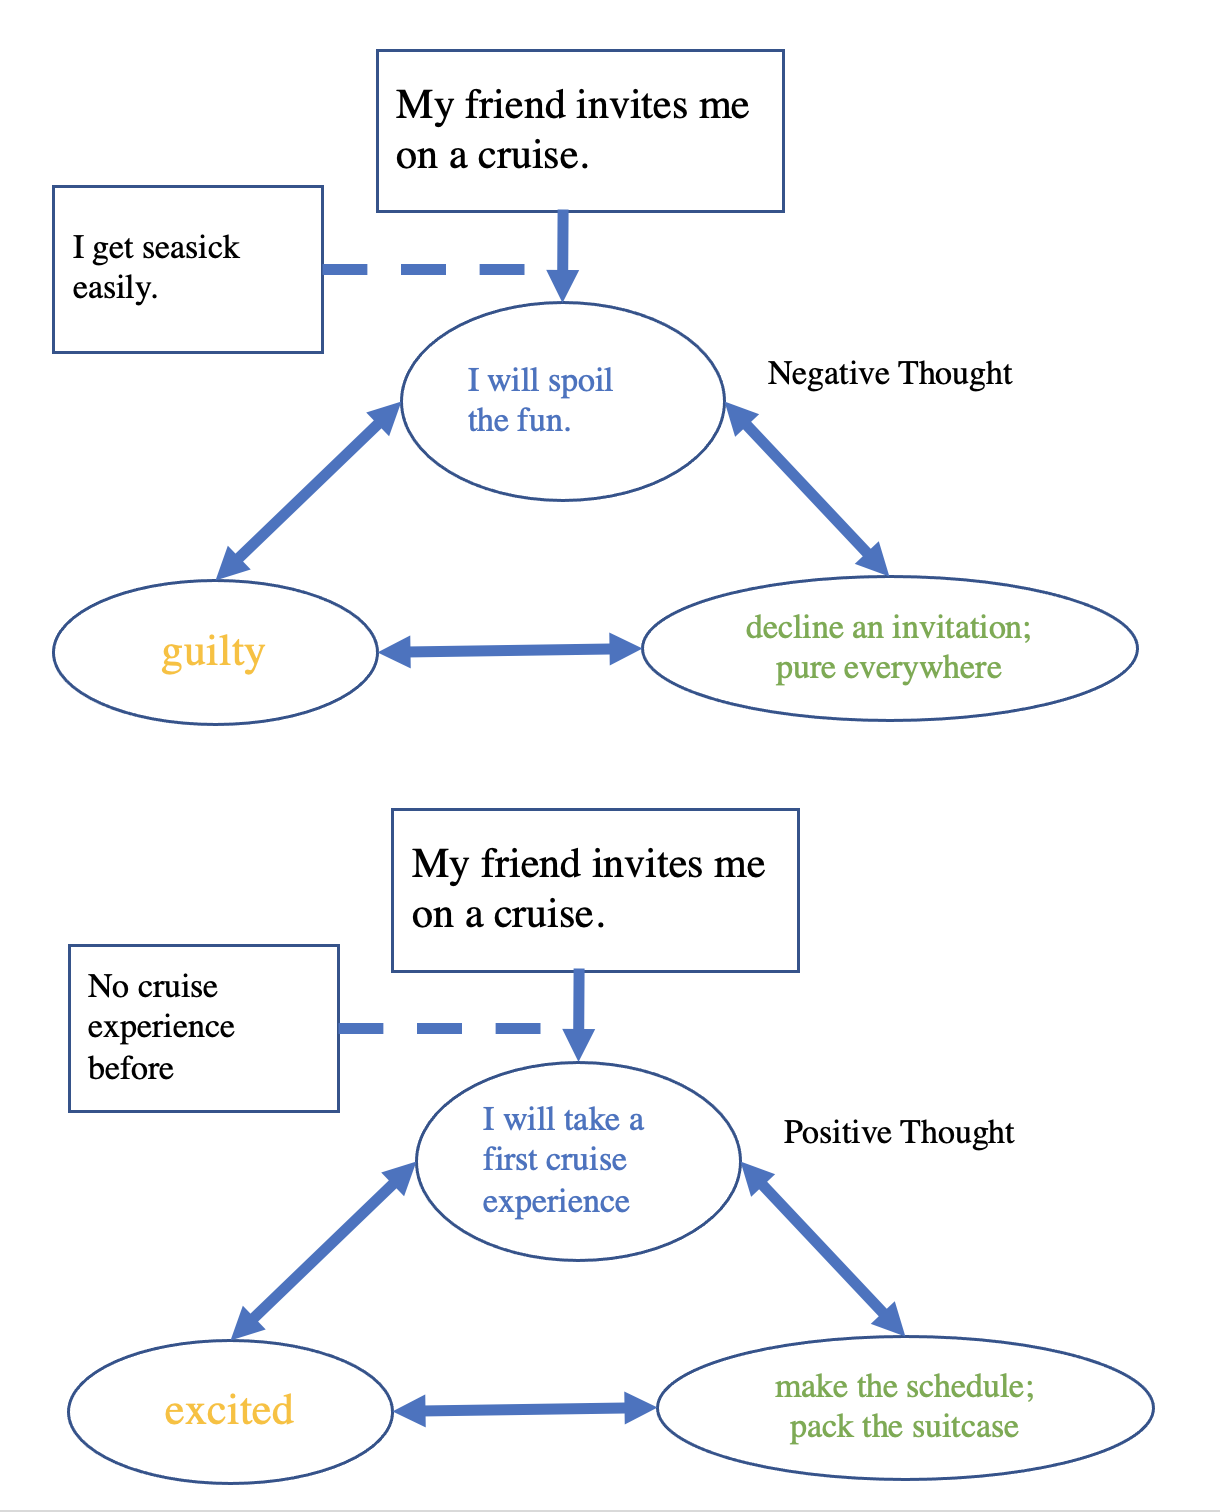 My friend invites me
on a cruise.
I get seasick
easily.
I will spoil
the fun.
Negative Thought
guilty
decline an invitation;
pure everywhere
My friend invites me
on a cruise.
No cruise
experience
before
I will take a
first cruise
experience
Positive Thought
excited
make the schedule;
pack the suitcase